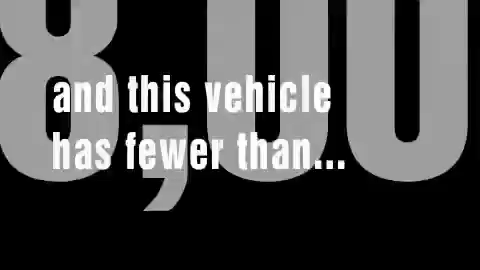 8,00
and this vehicle
has fewer than...